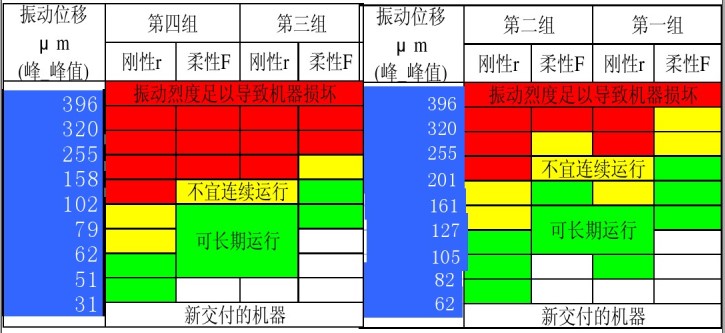 振动位移
μ m
(峰_峰值)
第四组 第三组
刚性r 柔性F 刚性r 柔性F
振动烈度足以导致机器损坏
396
320
255
158
不宜连续运行
102
79
可长期运行
62
51
31
新交付的机器
振动位移
μ m
(峰_峰值)
第二组 第一组
刚性r 柔性F 刚性r 柔性F
振动烈度足以导致机器损坏
396
320
255
不宜连续运行
201
161
127
可长期运行
105
82
62
新交付的机器